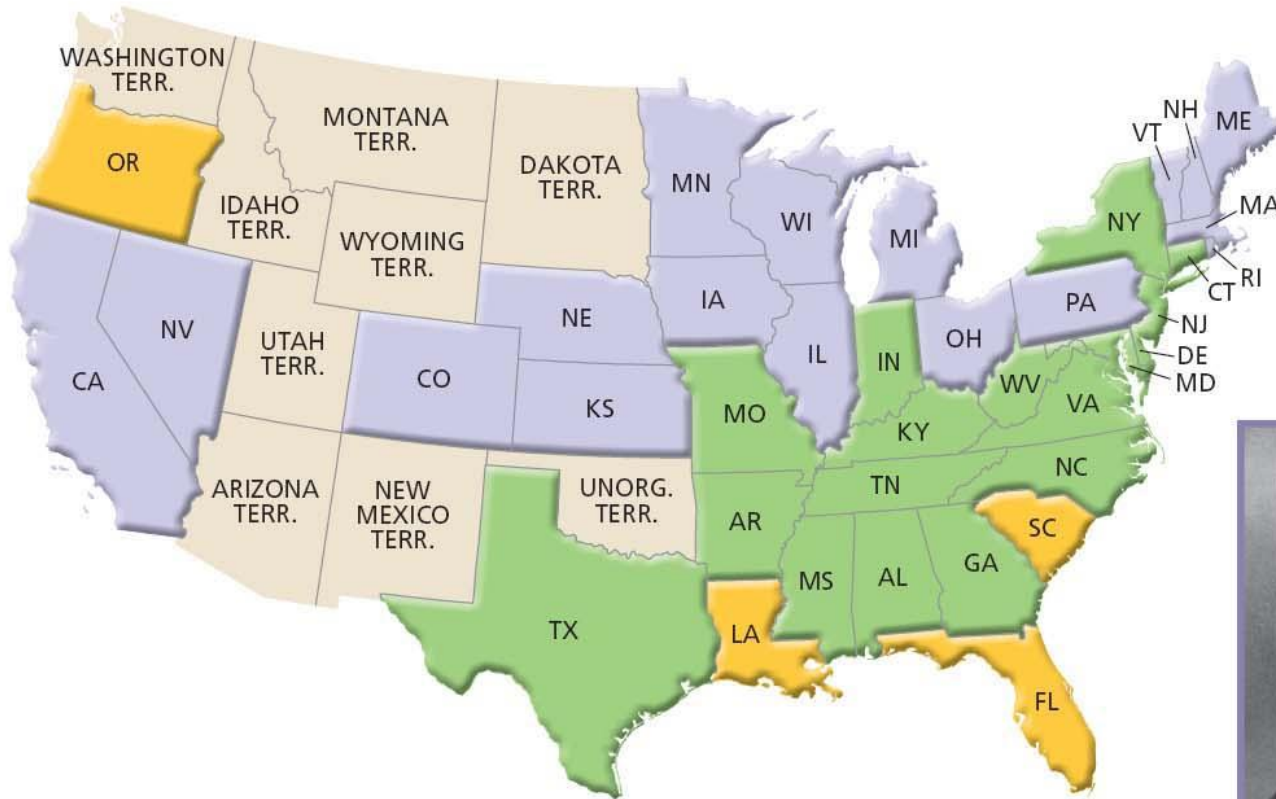 WASHINGTON
TERR.
OR
MONTANA
TERR.
IDAHO
TERR.
WYOMING
TERR.
DAKOTA
TERR.
MN
WI
MI
NH
VT
ME
NY
MA
RI
CT
NJ
DE
MD
PA
NV
CA
UTAH
TERR.
CO
NE
KS
IA
IL
IN
OH
WV
VA
KY
MO
NC
TN
ARIZONA
TERR.
NEW
MEXICO
TERR.
UNORG.
TERR.
AR
SC
MS
AL
GA
TX
LA
FL